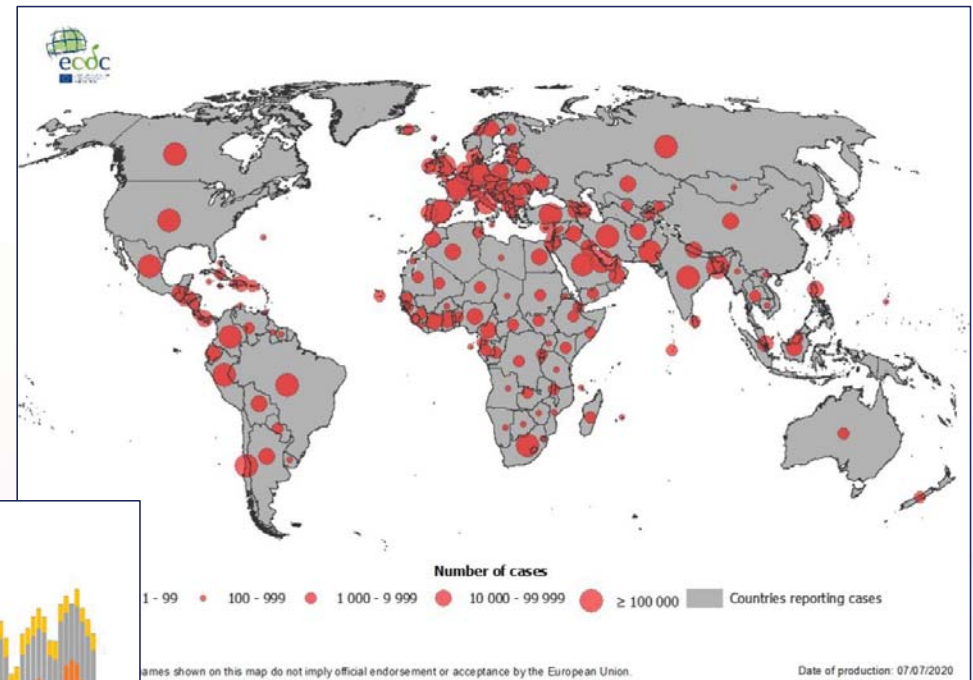 ecdc
Number of cases
1 - 99 100 - 999 1 000 - 9 999 10 000 - 99 999 ≥ 100 000 Countries reporting cases
names shown on this map do not imply official endorsement or acceptance by the European Union.
Date of production: 07/07/2020